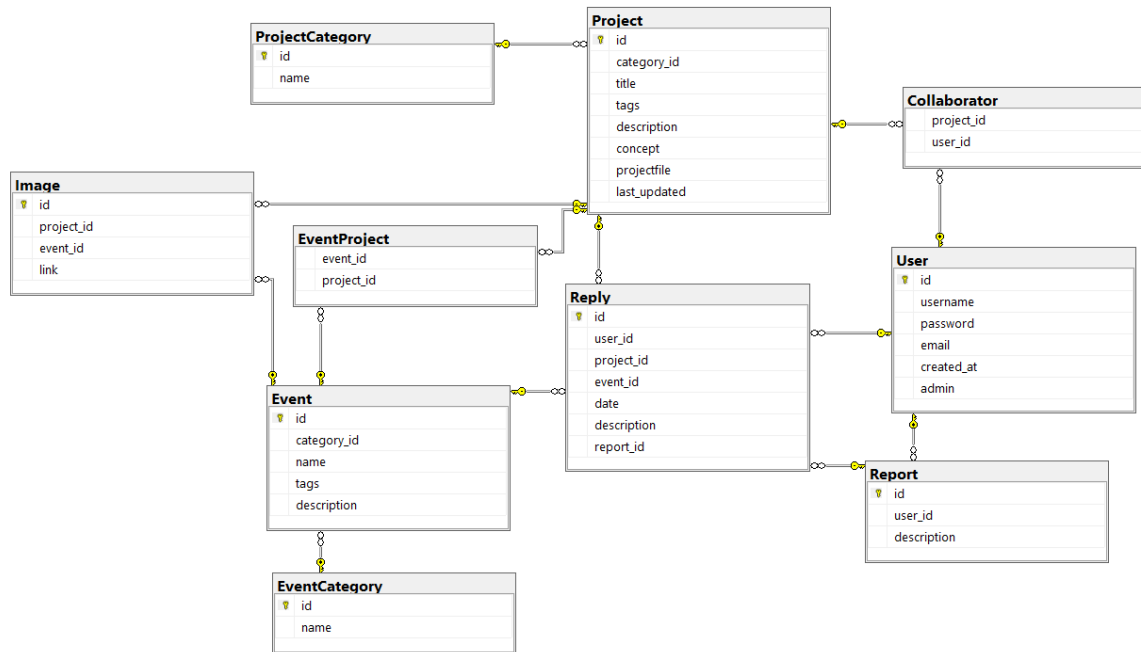 Project
id
category_id
title
tags
description
concept
projectfile
last_updated
ProjectCategory
id
name
Collaborator
project_id
user_id
Image
id
project_id
event_id
link
EventProject
event_id
project_id
User
id
username
password
email
created_at
admin
Reply
id
user_id
project_id
event_id
date
description
report_id
Event
id
category_id
name
tags
description
Report
id
user_id
description
EventCategory
id
name